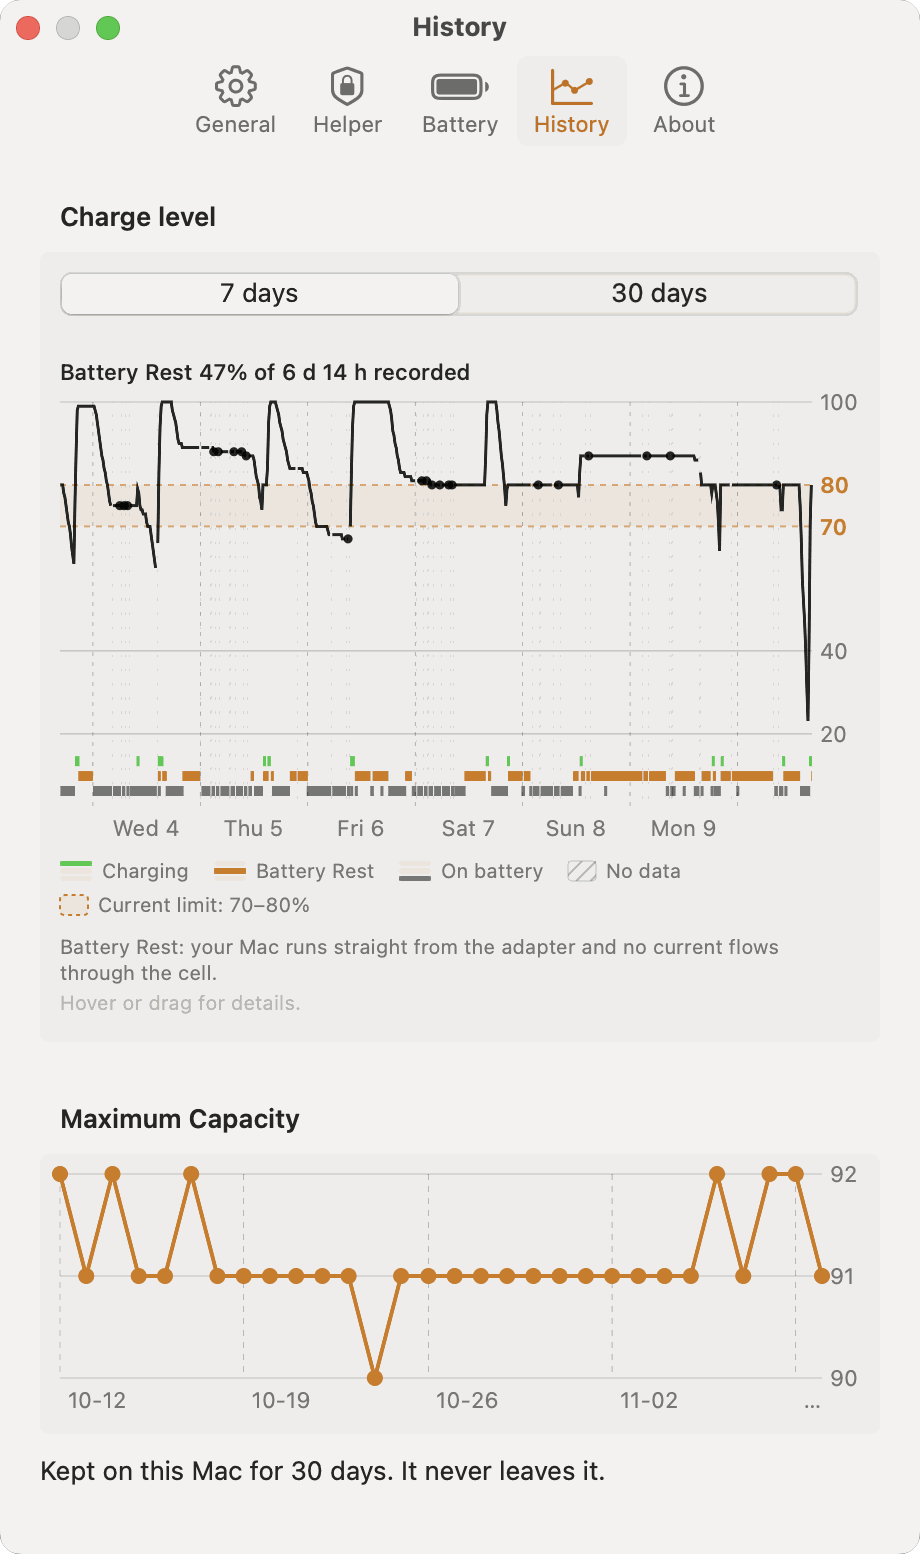 History
General
Helper
Battery
History
About
Charge level
7 days
30 days
Battery Rest 47% of 6 d 14 h recorded
100
80
70
40
20
Wed 4
Thu 5
Fri 6
Sat 7
Sun 8
Mon 9
Charging
Battery Rest
On battery
No data
Current limit: 70–80%
Battery Rest: your Mac runs straight from the adapter and no current flows
through the cell.
Hover or drag for details.
Maximum Capacity
92
91
90
10-12
10-19
10-26
11-02
...
Kept on this Mac for 30 days. It never leaves it.